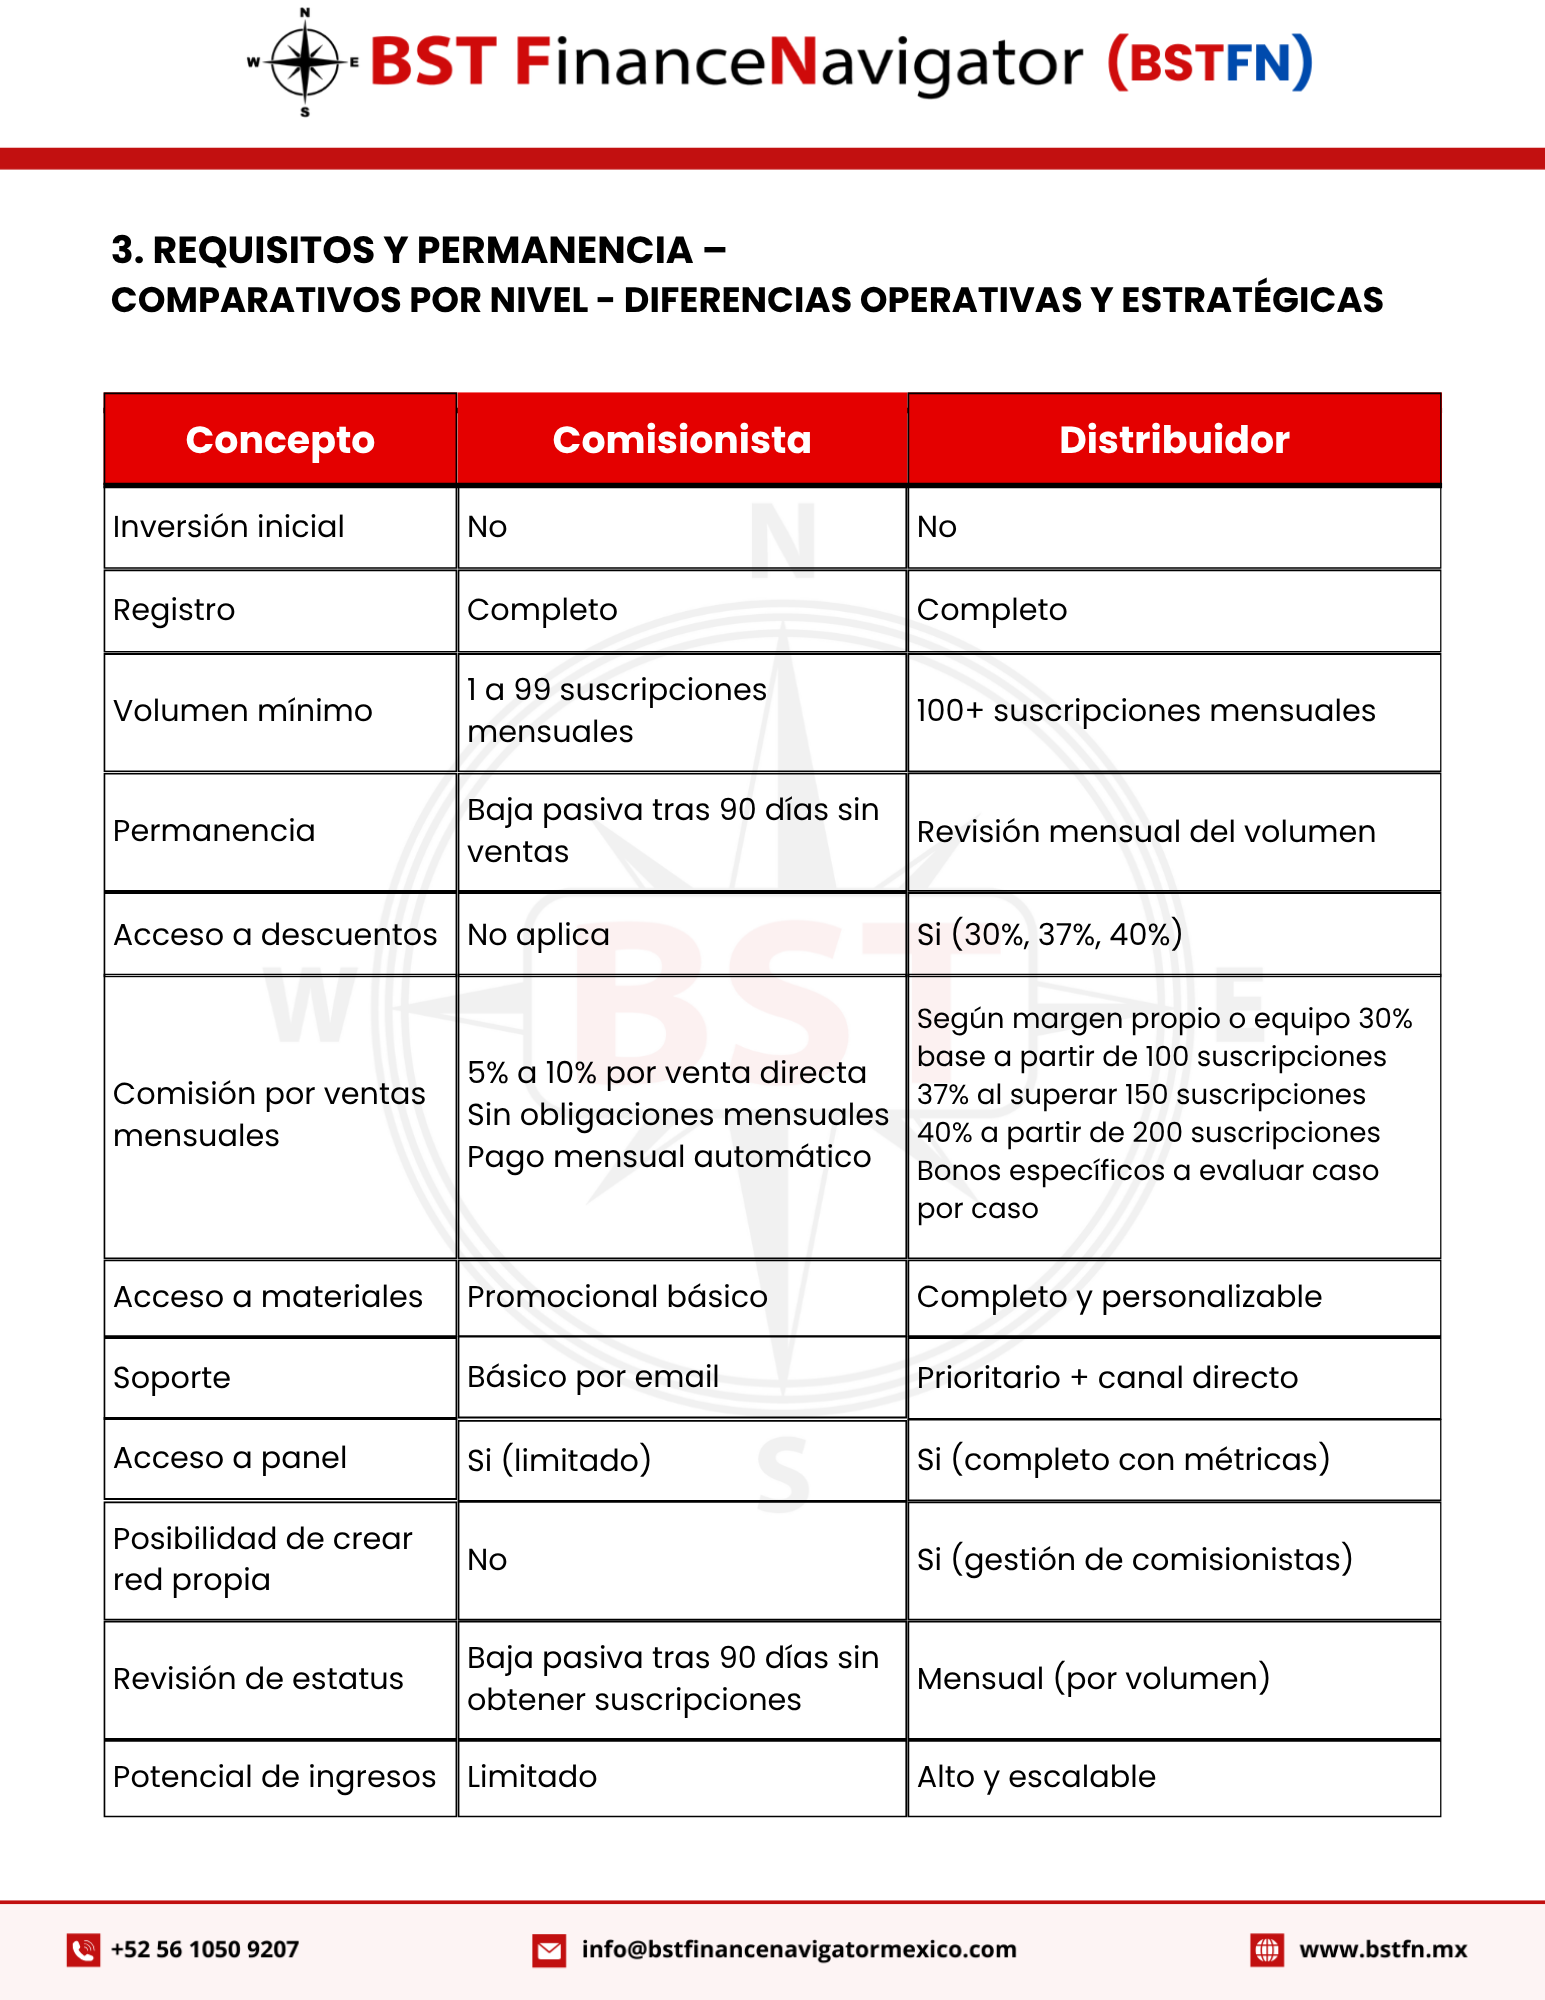 N
W E
S
BST FinanceNavigator (BSTFN)
3. REQUISITOS Y PERMANENCIA –
COMPARATIVOS POR NIVEL - DIFERENCIAS OPERATIVAS Y ESTRATÉGICAS
Concepto Comisionista Distribuidor
Inversión inicial No No
Registro Completo Completo
Volumen mínimo
1 a 99 suscripciones
mensuales
100+ suscripciones mensuales
Permanencia
Baja pasiva tras 90 días sin
ventas
Revisión mensual del volumen
Acceso a descuentos No aplica Si (30%, 37%, 40%)
Comisión por ventas
mensuales
5% a 10% por venta directa
Sin obligaciones mensuales
Pago mensual automático
Según margen propio o equipo 30%
base a partir de 100 suscripciones
37% al superar 150 suscripciones
40% a partir de 200 suscripciones
Bonos específicos a evaluar caso
por caso
Acceso a materiales Promocional básico Completo y personalizable
Soporte Básico por email Prioritario + canal directo
Acceso a panel Si (limitado) Si (completo con métricas)
Posibilidad de crear
red propia
No
Si (gestión de comisionistas)
Revisión de estatus
Baja pasiva tras 90 días sin
obtener suscripciones
Mensual (por volumen)
Potencial de ingresos Limitado Alto y escalable
N
W E
S
BST
+52 56 1050 9207 info@bstfinancenavigatormexico.com www.bstfn.mx